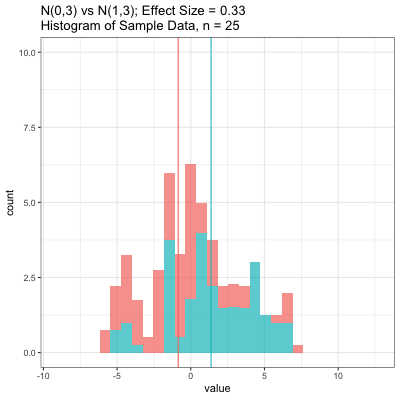 N(0,3) vs N(1,3); Effect Size = 0.33
Histogram of Sample Data, n = 25
10.0
7.5
5.0
2.5
0.0
count
-10 -5 0 5 10
value